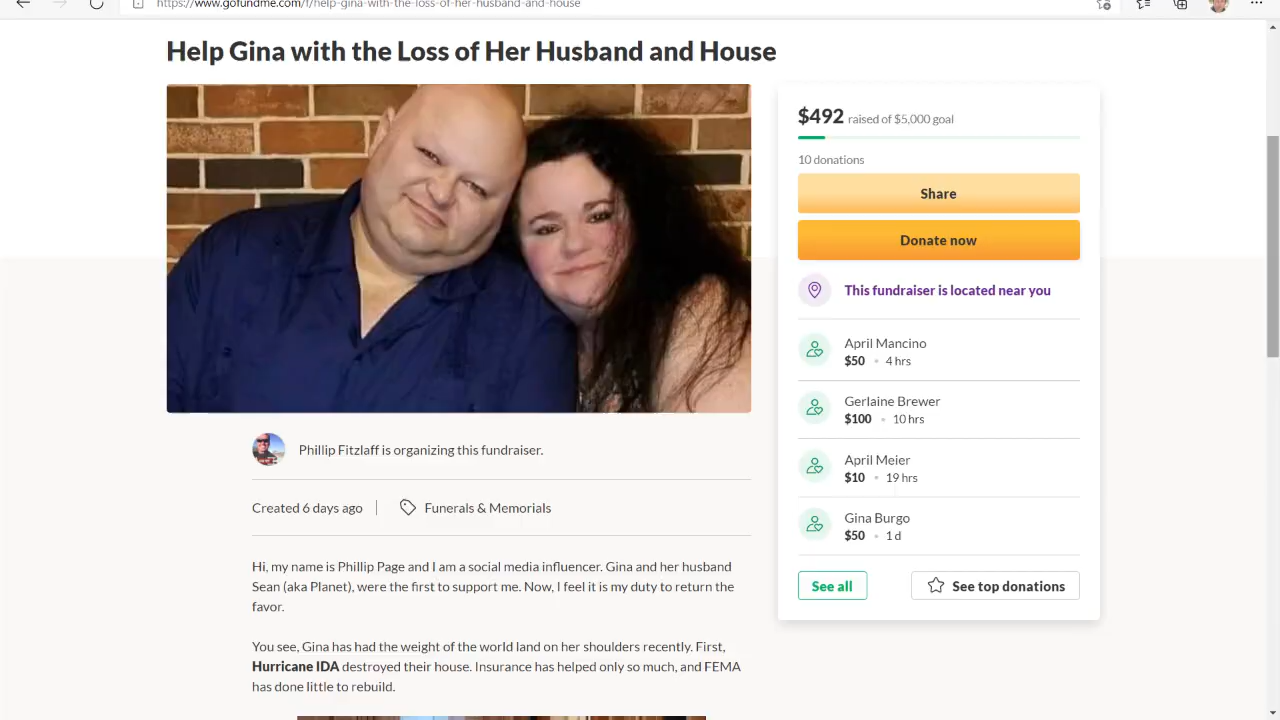 https://www.gofundme.com/f/help-gina-with-the-loss-of-her-husband-and-house
Help Gina with the Loss of Her Husband and House
$492 raised of $5,000 goal
10 donations
Share
Donate now
This fundraiser is located near you
April Mancino
$50 • 4 hrs
Gerlaine Brewer
$100 • 10 hrs
April Meier
$10 • 19 hrs
Gina Burgo
$50 • 1 d
See all
See top donations
Phillip Fitzlaff is organizing this fundraiser.
Created 6 days ago
Funerals & Memorials
Hi, my name is Phillip Page and I am a social media influencer. Gina and her husband
Sean (aka Planet), were the first to support me. Now, I feel it is my duty to return the
favor.
You see, Gina has had the weight of the world land on her shoulders recently. First,
Hurricane IDA destroyed their house. Insurance has helped only so much, and FEMA
has done little to rebuild.